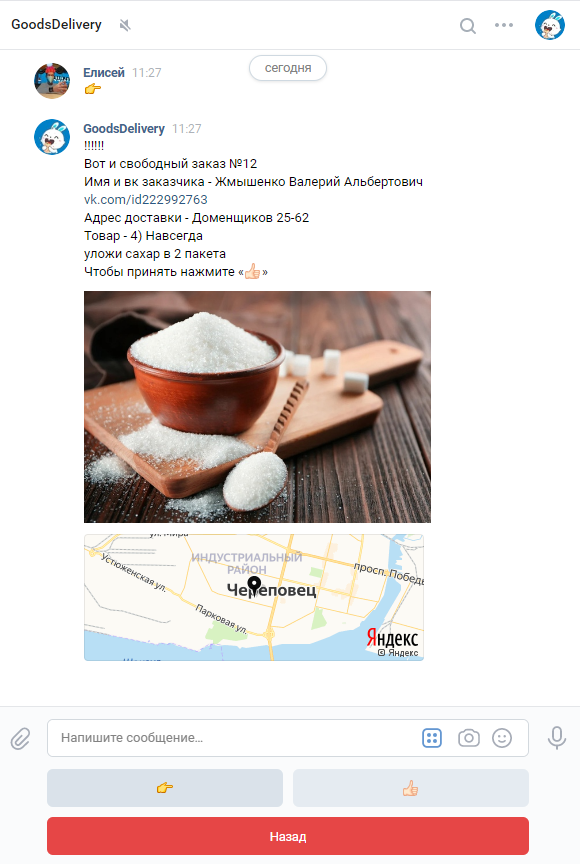 GoodsDelivery
сегодня
Елисей 11:27
👉
GoodsDelivery 11:27
!!!!!!
Вот и свободный заказ №12
Имя и вк заказчика - Жмышенко Валерий Альбертович
vk.com/id222992763
Адрес доставки - Доменщиков 25-62
Товар - 4) Навсегда
уложи сахар в 2 пакета
Чтобы принять нажмите «👍🏻»
ул. Мира
ИНДУСТРИАЛЬНЫЙ
РАЙОН
Устюженская ул.
просп. Победы
Череповец
Парковая ул.
Яндекс
© Яндекс
Напишите сообщение...
👉
👍🏻
Назад